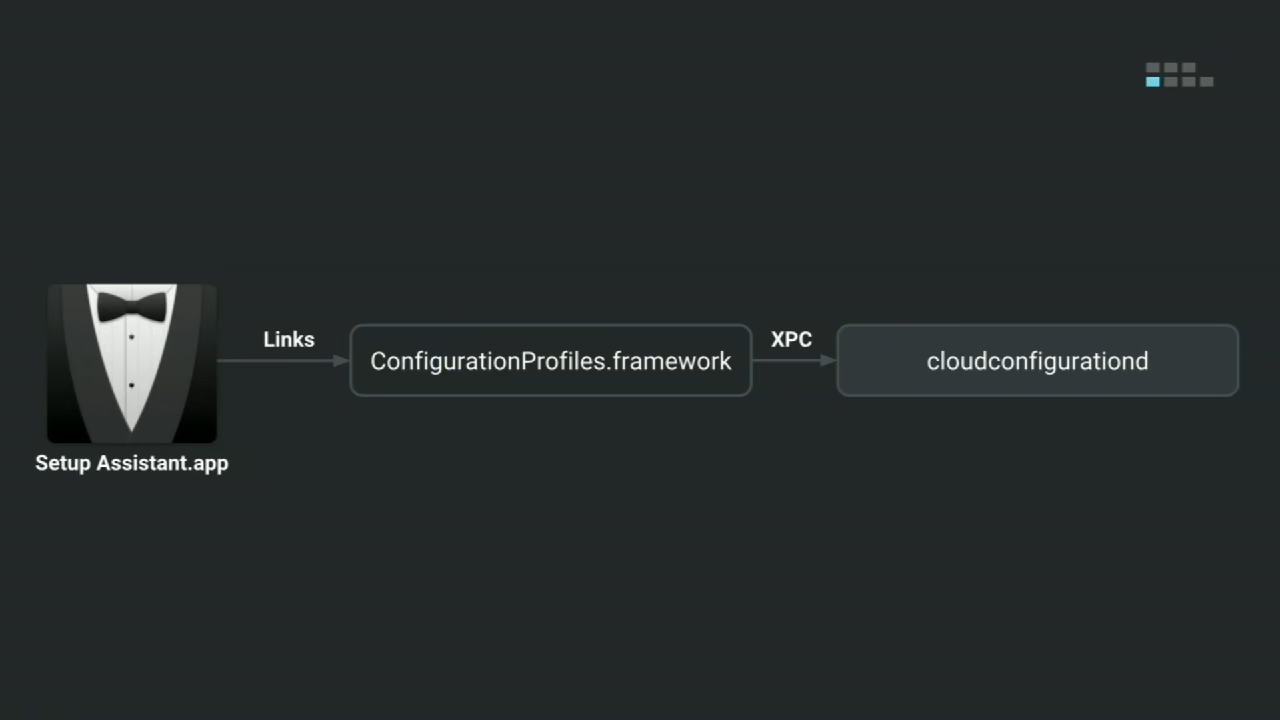 Links
ConfigurationProfiles.framework
XPC
cloudconfigurationd
Setup Assistant.app